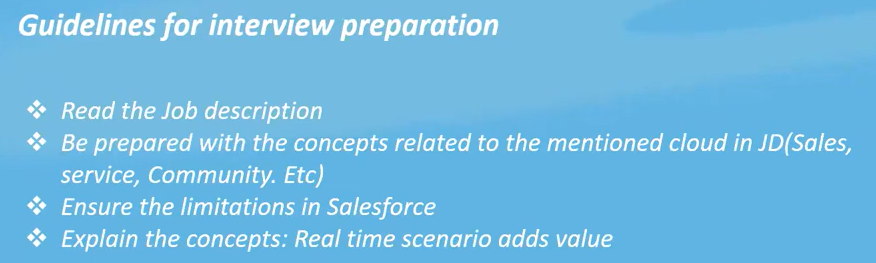 Guidelines for interview preparation
❖ Read the Job description
❖ Be prepared with the concepts related to the mentioned cloud in JD(Sales,
service, Community. Etc)
❖ Ensure the limitations in Salesforce
❖ Explain the concepts: Real time scenario adds value